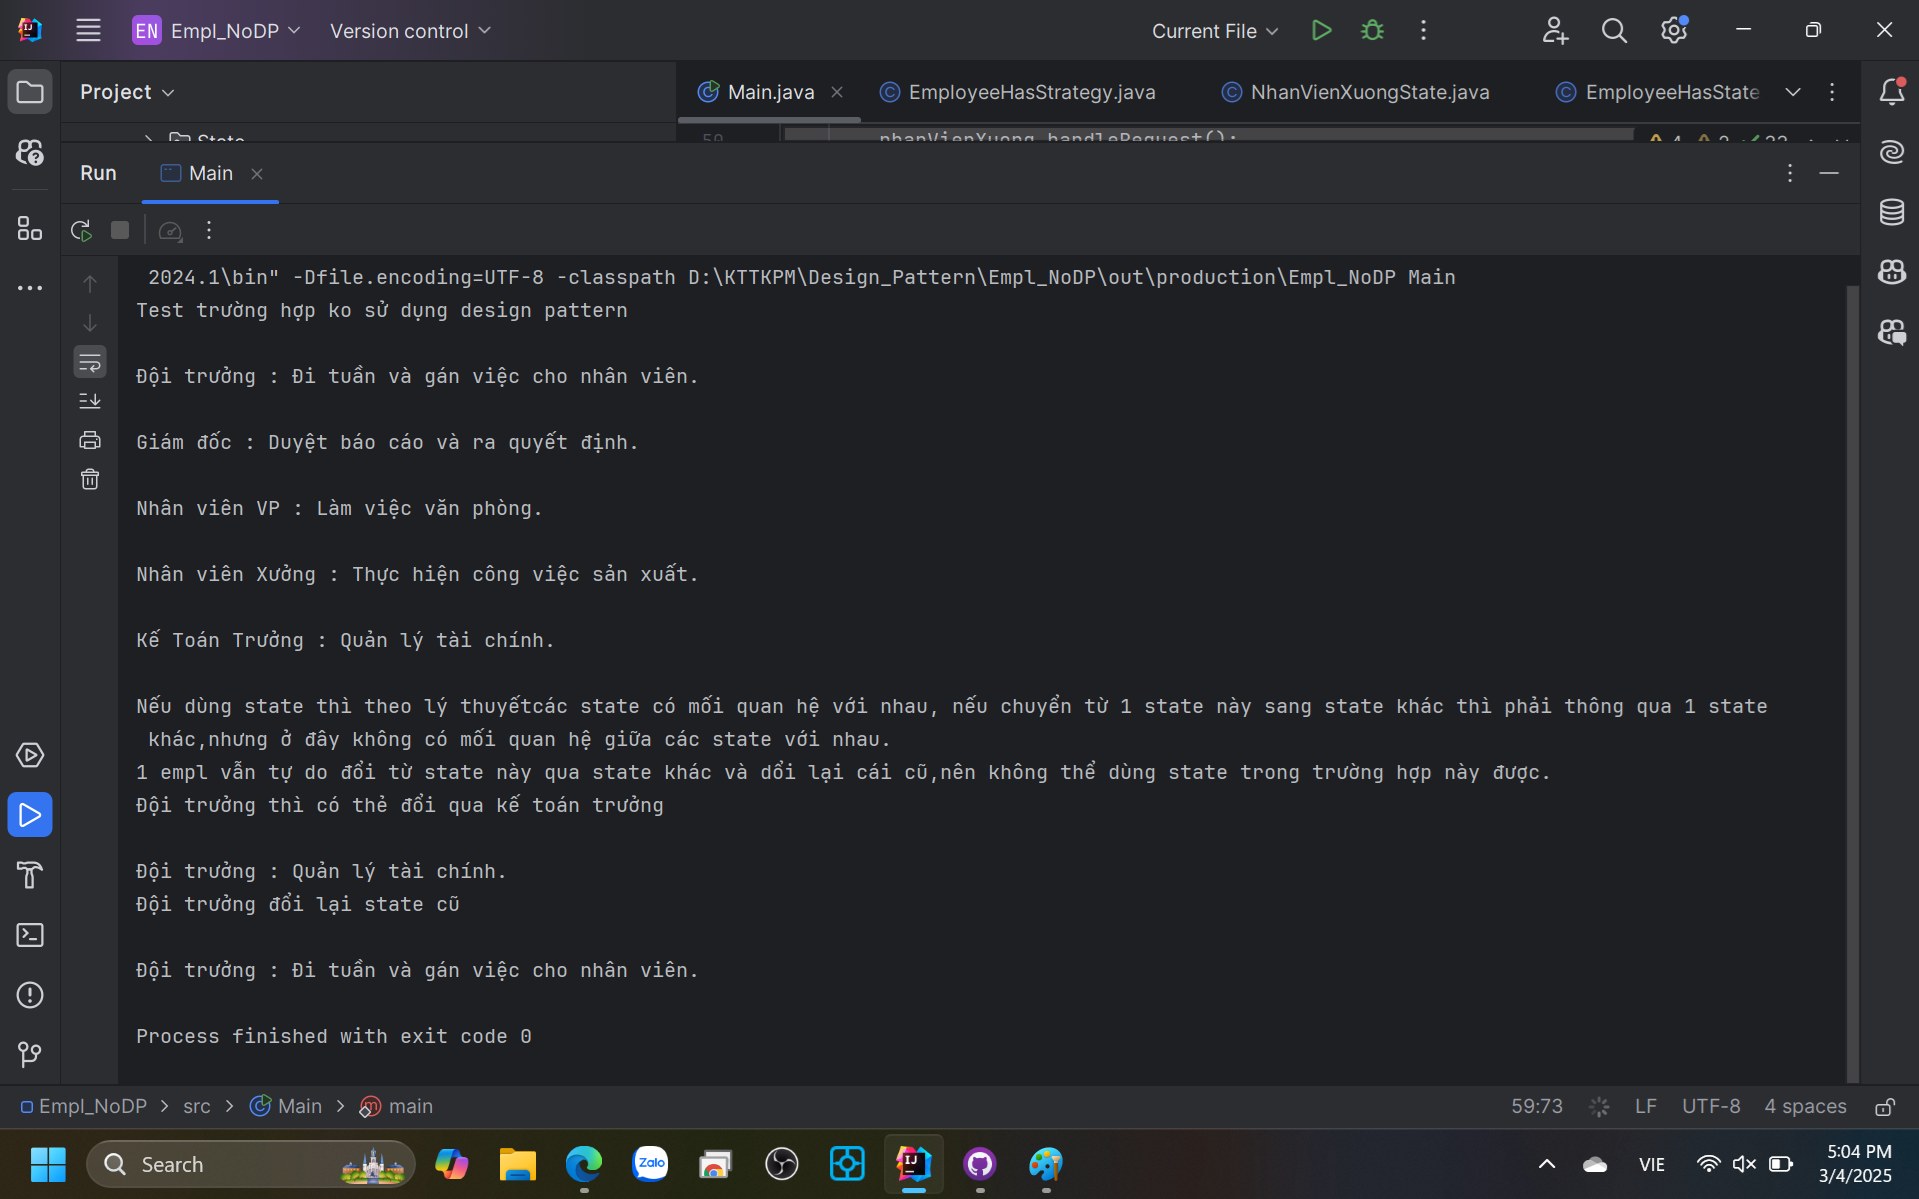 EN Empl_NoDP Version control Current File
Project Main.java EmployeeHasStrategy.java NhanVienXuongState.java EmployeeHasState
State 50 nhanVienXuong.handleRequest();
Run Main
2024.1\bin" -Dfile.encoding=UTF-8 -classpath D:\KTTKPM\Design_Pattern\Empl_NoDP\out\production\Empl_NoDP Main
Test trường hợp ko sử dụng design pattern
Đội trưởng : Đi tuần và gán việc cho nhân viên.
Giám đốc : Duyệt báo cáo và ra quyết định.
Nhân viên VP : Làm việc văn phòng.
Nhân viên Xưởng : Thực hiện công việc sản xuất.
Kế Toán Trưởng : Quản lý tài chính.
Nếu dùng state thì theo lý thuyếtcác state có mối quan hệ với nhau, nếu chuyển từ 1 state này sang state khác thì phải thông qua 1 state
khác,nhưng ở đây không có mối quan hệ giữa các state với nhau.
1 empl vẫn tự do đổi từ state này qua state khác và dổi lại cái cũ,nên không thể dùng state trong trường hợp này được.
Đội trưởng thì có thẻ đổi qua kế toán trưởng
Đội trưởng : Quản lý tài chính.
Đội trưởng đổi lại state cũ
Đội trưởng : Đi tuần và gán việc cho nhân viên.
Process finished with exit code 0
Empl_NoDP > src > Main > main 59:73 LF UTF-8 4 spaces
Search Zalo VIE 5:04 PM
3/4/2025